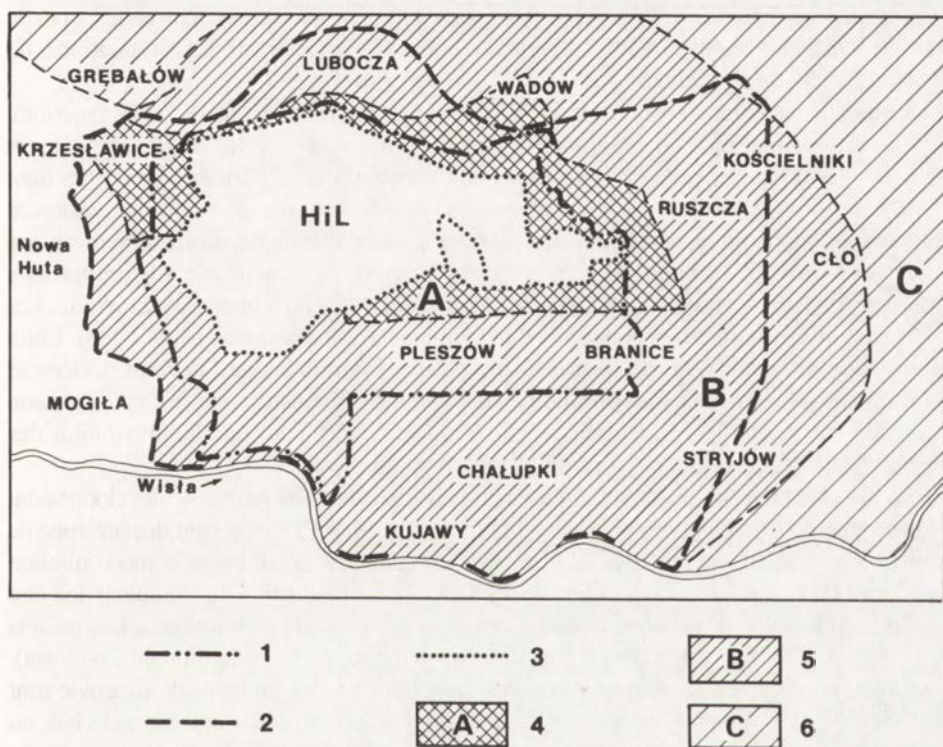 GRĘBAŁÓW
LUBOCZA
WADÓW
KRZESŁAWICE
KOŚCIELNIKI
HiL
RUSZCZA
Nowa
Huta
CŁO
C
A
PLESZÓW
BRANICE
B
MOGIŁA
STRYJÓW
Wisła
CHAŁUPKI
KUJAWY
1
3
B 5
2
A 4
C 6